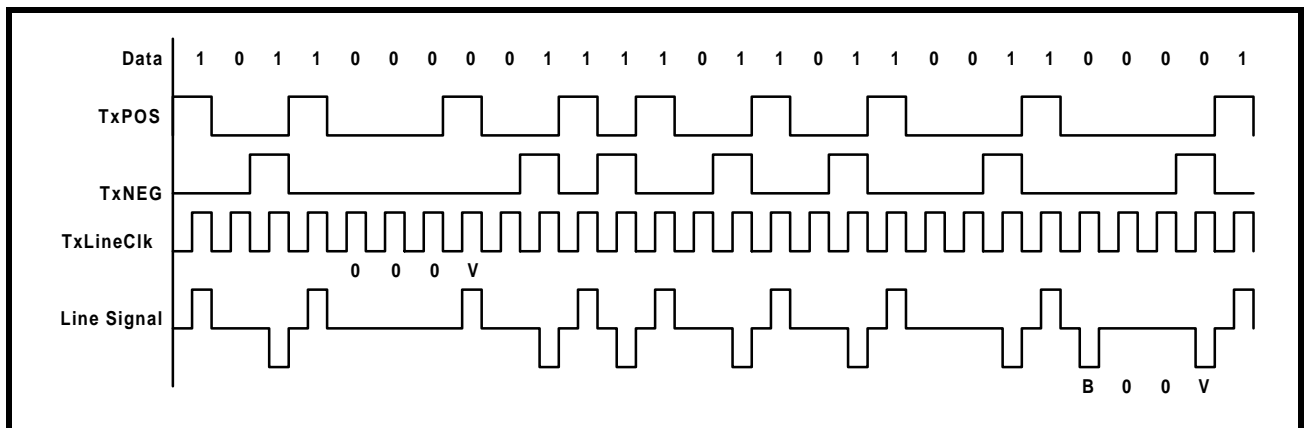 Data 1 0 1 1 0 0 0 0 0 1 1 1 1 0 1 1 0 1 1 0 0 1 1 0 0 0 0 1
TxPOS
TxNEG
TxLineClk
0 0 0 V
Line Signal
B 0 0 V